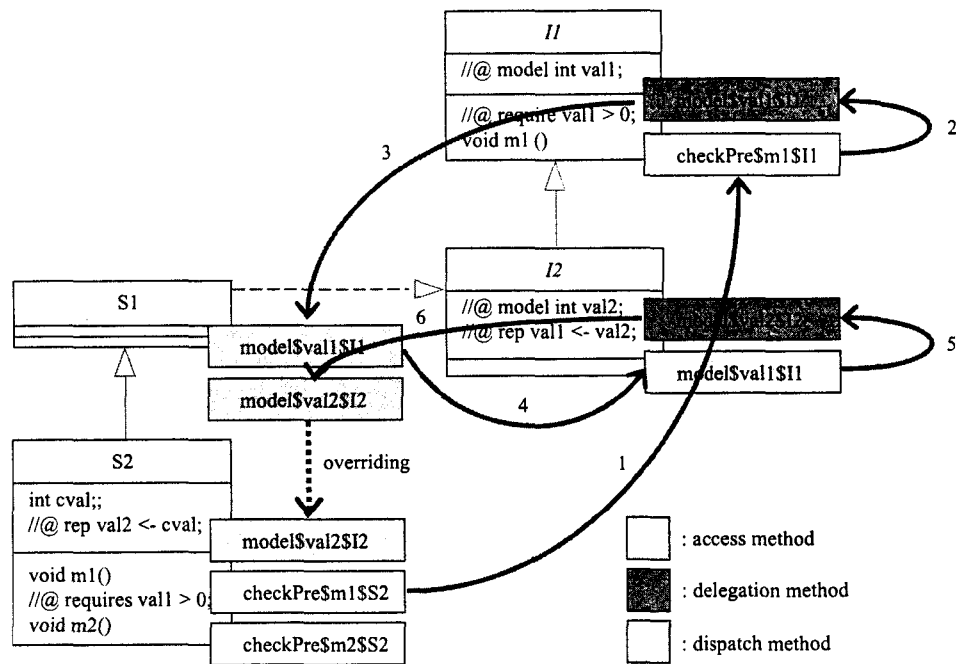 I1
//@ model int val1;
//@ require val1 > 0;
void m1 ()
model$val1$I1
checkPre$m1$I1
2
3
I2
//@ model int val2;
//@ rep val1 <- val2;
model$val1$I1
5
6
S1
model$val1$I1
model$val2$I2
4
1
overriding
S2
int cval;;
//@ rep val2 <- cval;
void m1()
//@ requires val1 > 0;
void m2()
model$val2$I2
checkPre$m1$S2
checkPre$m2$S2
: access method
: delegation method
: dispatch method